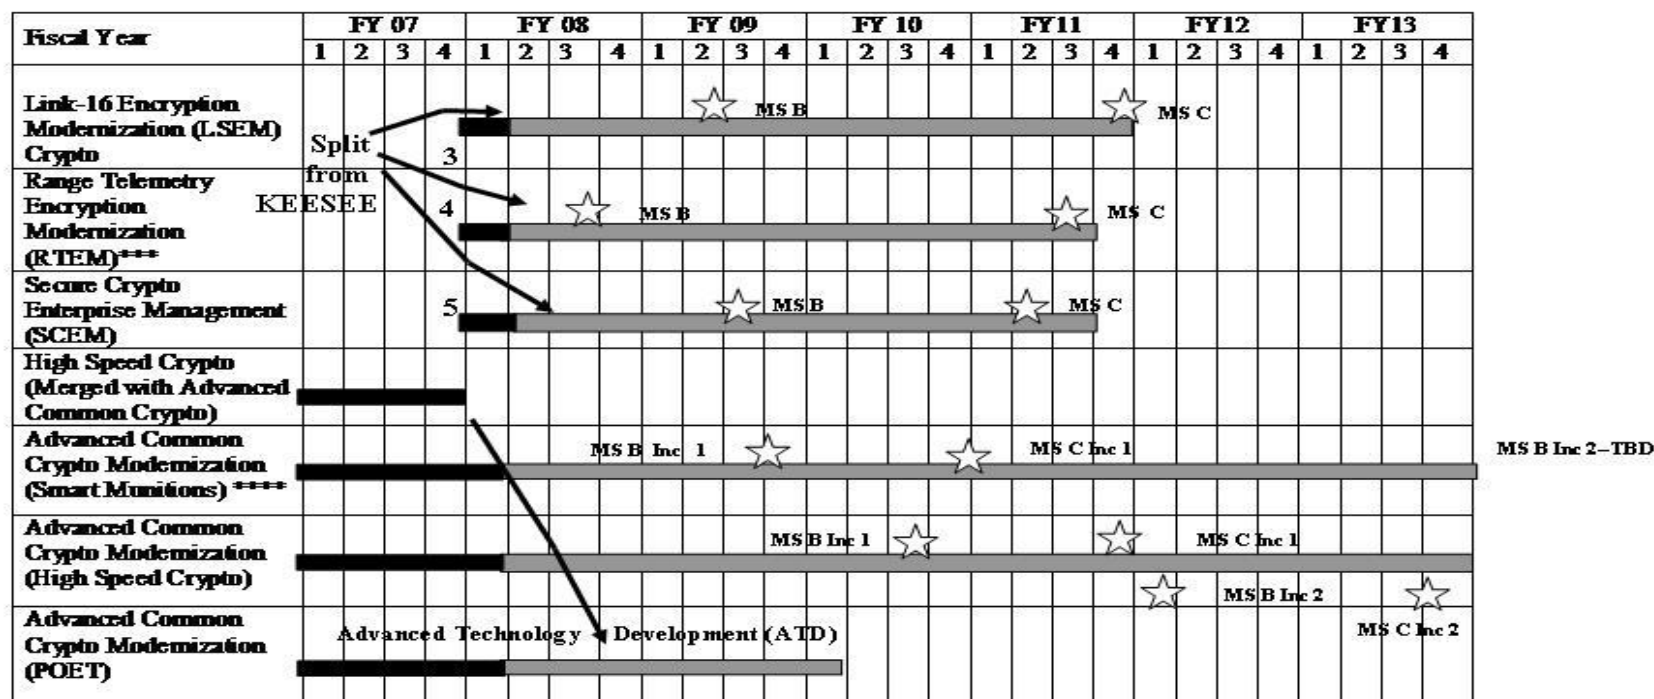 Fiscal Year
FY 07 FY 08 FY 09 FY 10 FY11 FY12 FY13
1 2 3 4 1 2 3 4 1 2 3 4 1 2 3 4 1 2 3 4 1 2 3 4 1 2 3 4
Link-16 Encryption
Modernization (LSEM)
Crypto
Split
from
KEESEE
3
MS B
MS C
Range Telemetry
Encryption
Modernization
(RTEM)***
4
MS B
MS C
Secure Crypto
Enterprise Management
(SCEM)
5
MS B
MS C
High Speed Crypto
(Merged with Advanced
Common Crypto)
Advanced Common
Crypto Modernization
(Smart Munitions) ****
MS B Inc 1
MS C Inc 1
MS B Inc 2–TBD
Advanced Common
Crypto Modernization
(High Speed Crypto)
MS B Inc 1
MS C Inc 1
MS B Inc 2
MS C Inc 2
Advanced Common
Crypto Modernization
(POET)
Advanced Technology Development (ATD)